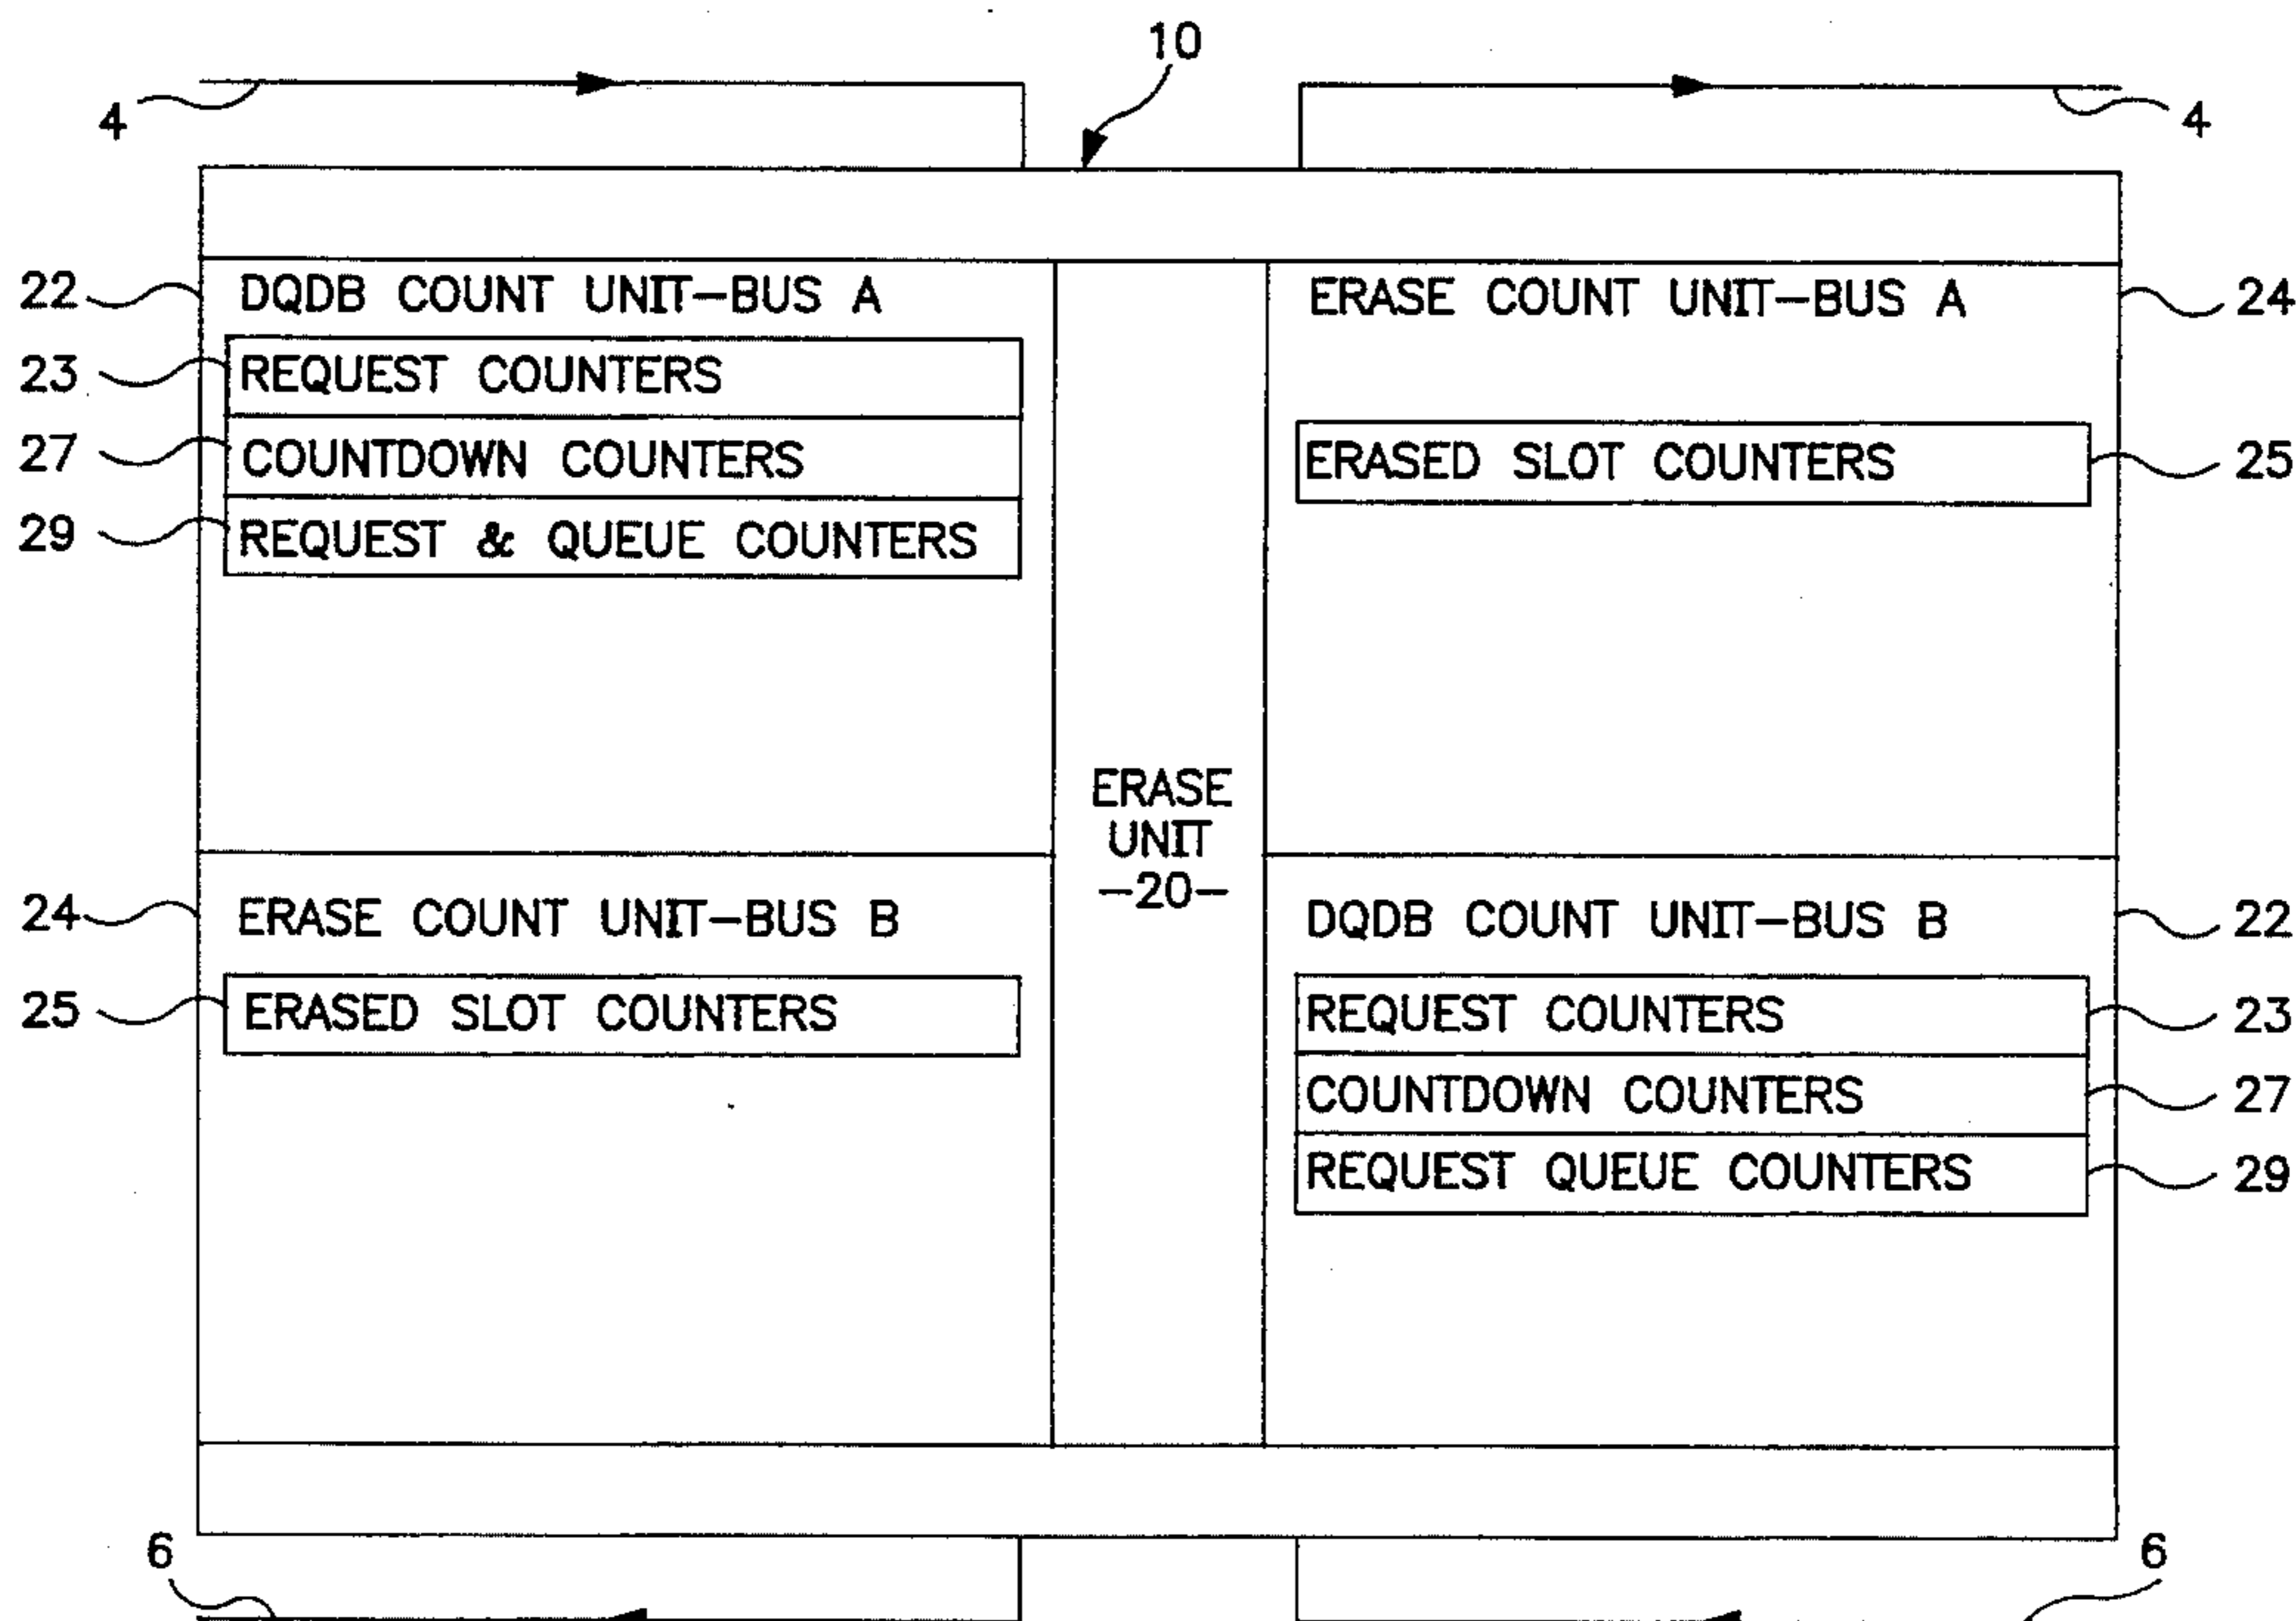 10
4
4
22
DQDB COUNT UNIT-BUS A
ERASE COUNT UNIT-BUS A
24
23
REQUEST COUNTERS
27
COUNTDOWN COUNTERS
ERASED SLOT COUNTERS
25
29
REQUEST & QUEUE COUNTERS
ERASE
UNIT
-20-
24
ERASE COUNT UNIT-BUS B
DQDB COUNT UNIT-BUS B
22
25
ERASED SLOT COUNTERS
REQUEST COUNTERS
23
COUNTDOWN COUNTERS
27
REQUEST QUEUE COUNTERS
29
6
6